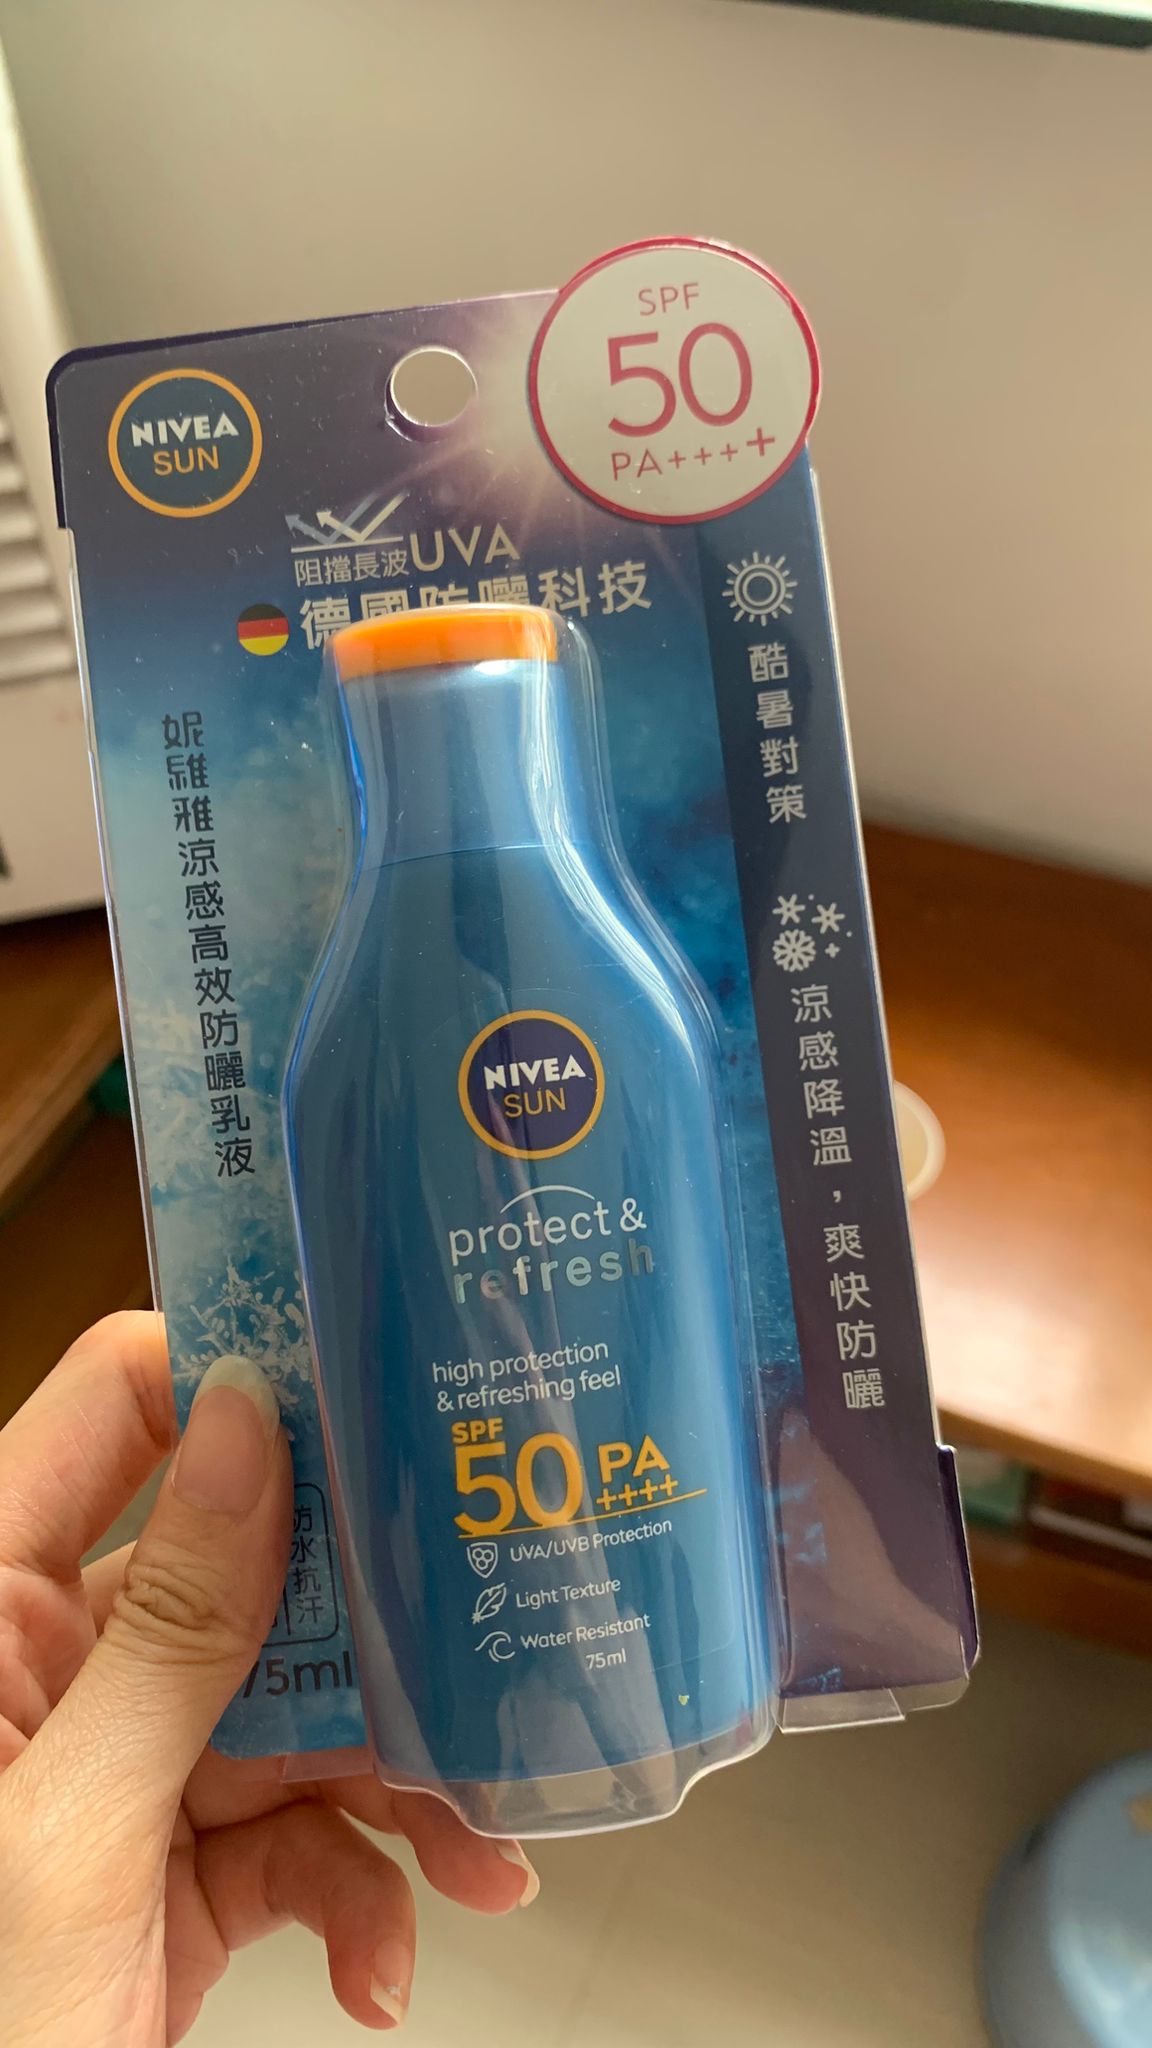 SPF
50
PA++++
NIVEA
SUN
阻擋長波UVA
德國防曬科技
妮維雅涼感高效防曬乳液
酷暑對策
涼感降溫，爽快防曬
NIVEA
SUN
protect &
refresh
high protection
& refreshing feel
SPF
50 PA
++++
UVA/UVB Protection
Light Texture
Water Resistant
75ml
防水抗汗
75ml